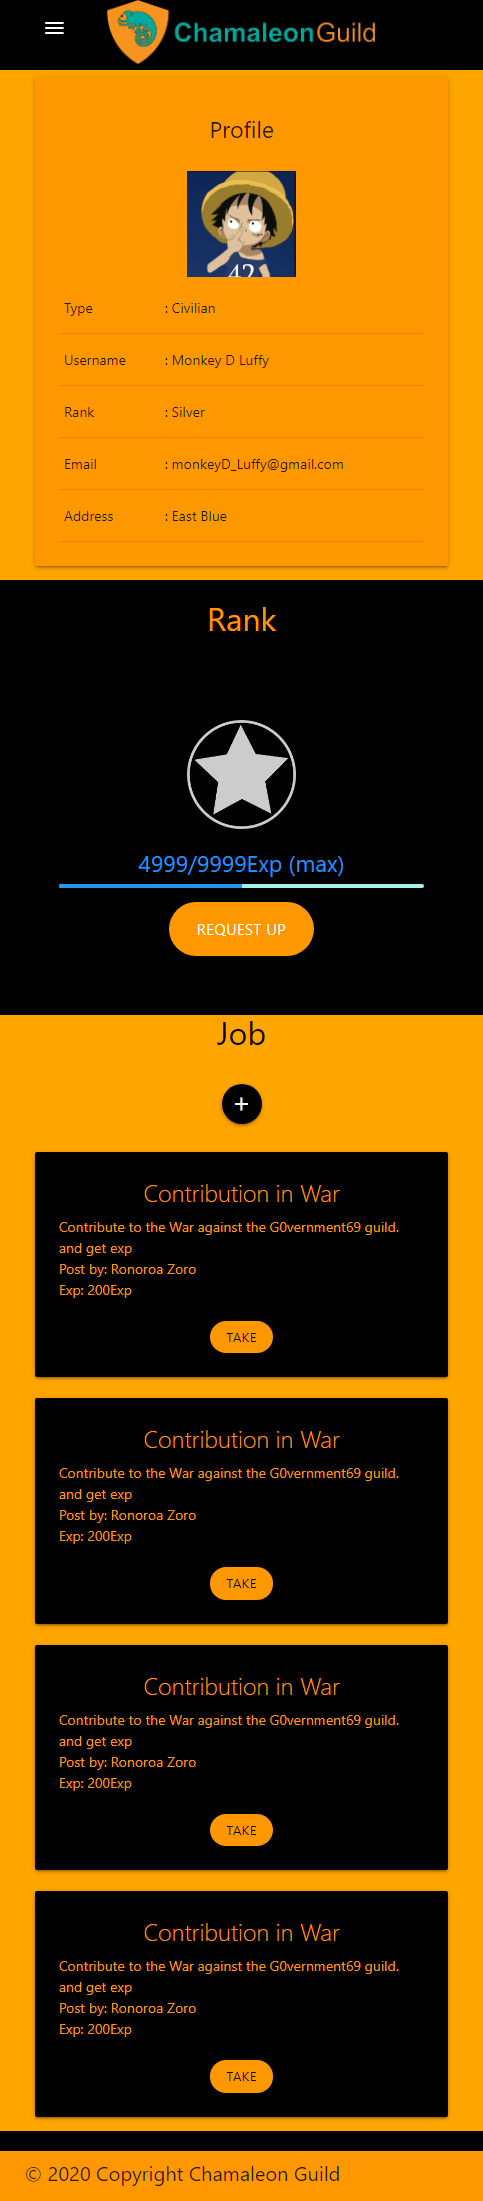 ChamaleonGuild
Profile
42
Type : Civilian
Username : Monkey D Luffy
Rank : Silver
Email : monkeyD_Luffy@gmail.com
Address : East Blue
Rank
4999/9999Exp (max)
REQUEST UP
Job
+
Contribution in War
Contribute to the War against the G0vernment69 guild.
and get exp
Post by: Ronoroa Zoro
Exp: 200Exp
TAKE
Contribution in War
Contribute to the War against the G0vernment69 guild.
and get exp
Post by: Ronoroa Zoro
Exp: 200Exp
TAKE
Contribution in War
Contribute to the War against the G0vernment69 guild.
and get exp
Post by: Ronoroa Zoro
Exp: 200Exp
TAKE
Contribution in War
Contribute to the War against the G0vernment69 guild.
and get exp
Post by: Ronoroa Zoro
Exp: 200Exp
TAKE
© 2020 Copyright Chamaleon Guild